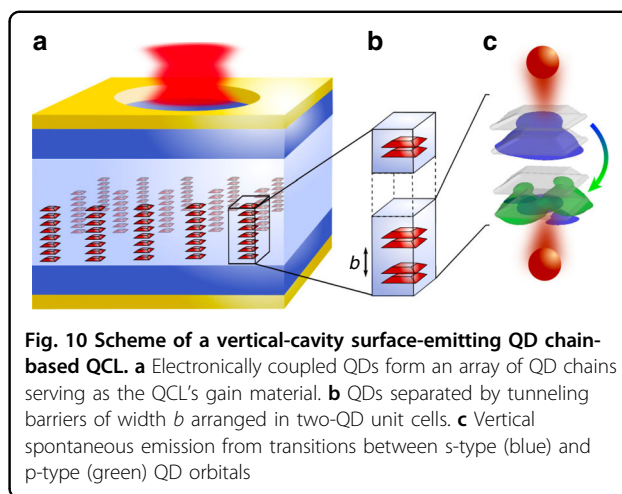 a
b
c
b
Fig. 10 Scheme of a vertical-cavity surface-emitting QD chain-
based QCL. a Electronically coupled QDs form an array of QD chains
serving as the QCL's gain material. b QDs separated by tunneling
barriers of width b arranged in two-QD unit cells. c Vertical
spontaneous emission from transitions between s-type (blue) and
p-type (green) QD orbitals